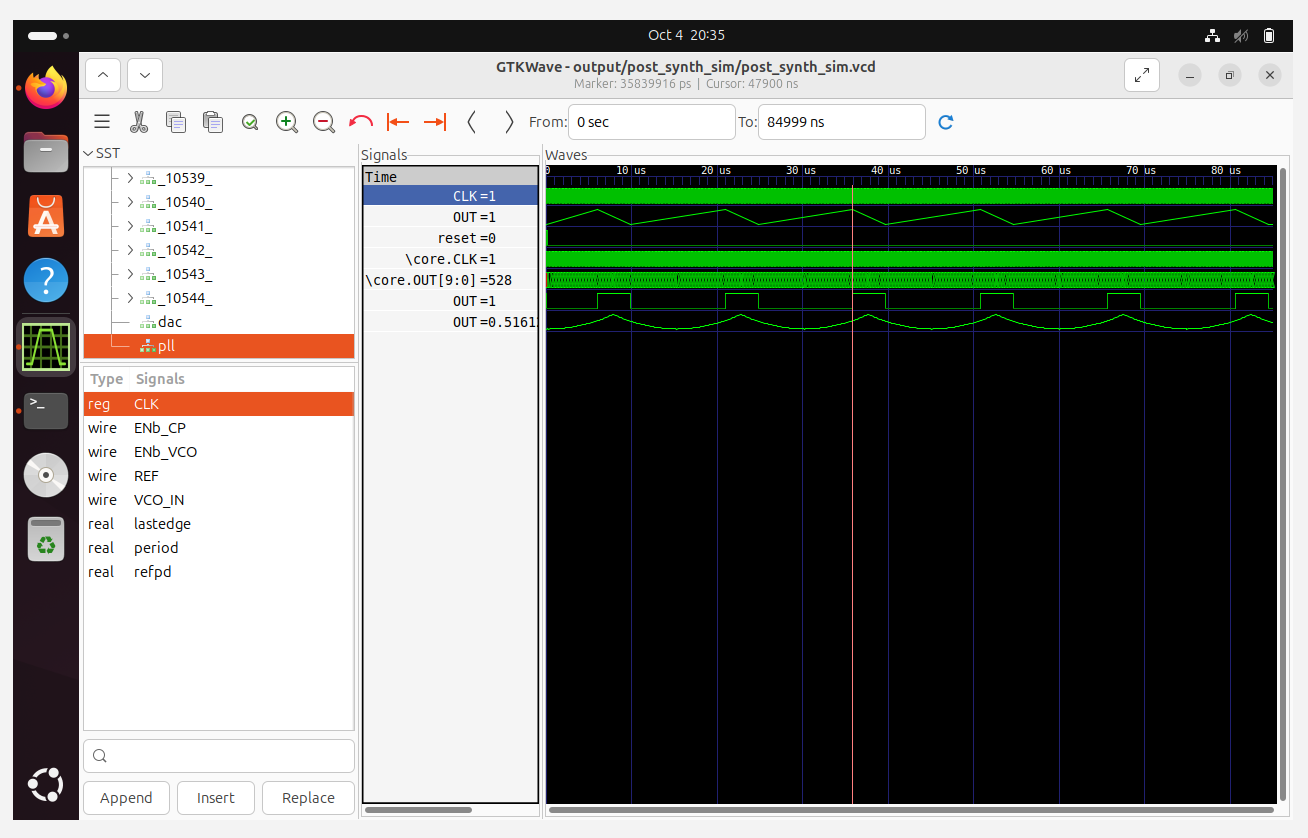 Oct 4 20:35
GTKWave - output/post_synth_sim/post_synth_sim.vcd
Marker: 35839916 ps | Cursor: 47900 ns
From: 0 sec To: 84999 ns
SST
_10539_
_10540_
_10541_
_10542_
_10543_
_10544_
dac
pll
Type Signals
reg CLK
wire ENb_CP
wire ENb_VCO
wire REF
wire VCO_IN
real lastedge
real period
real refpd
Append Insert Replace
Signals
Time
CLK=1
OUT=1
reset=0
\core.CLK=1
\core.OUT[9:0]=528
OUT=1
OUT=0.5161
Waves
0 10 us 20 us 30 us 40 us 50 us 60 us 70 us 80 us